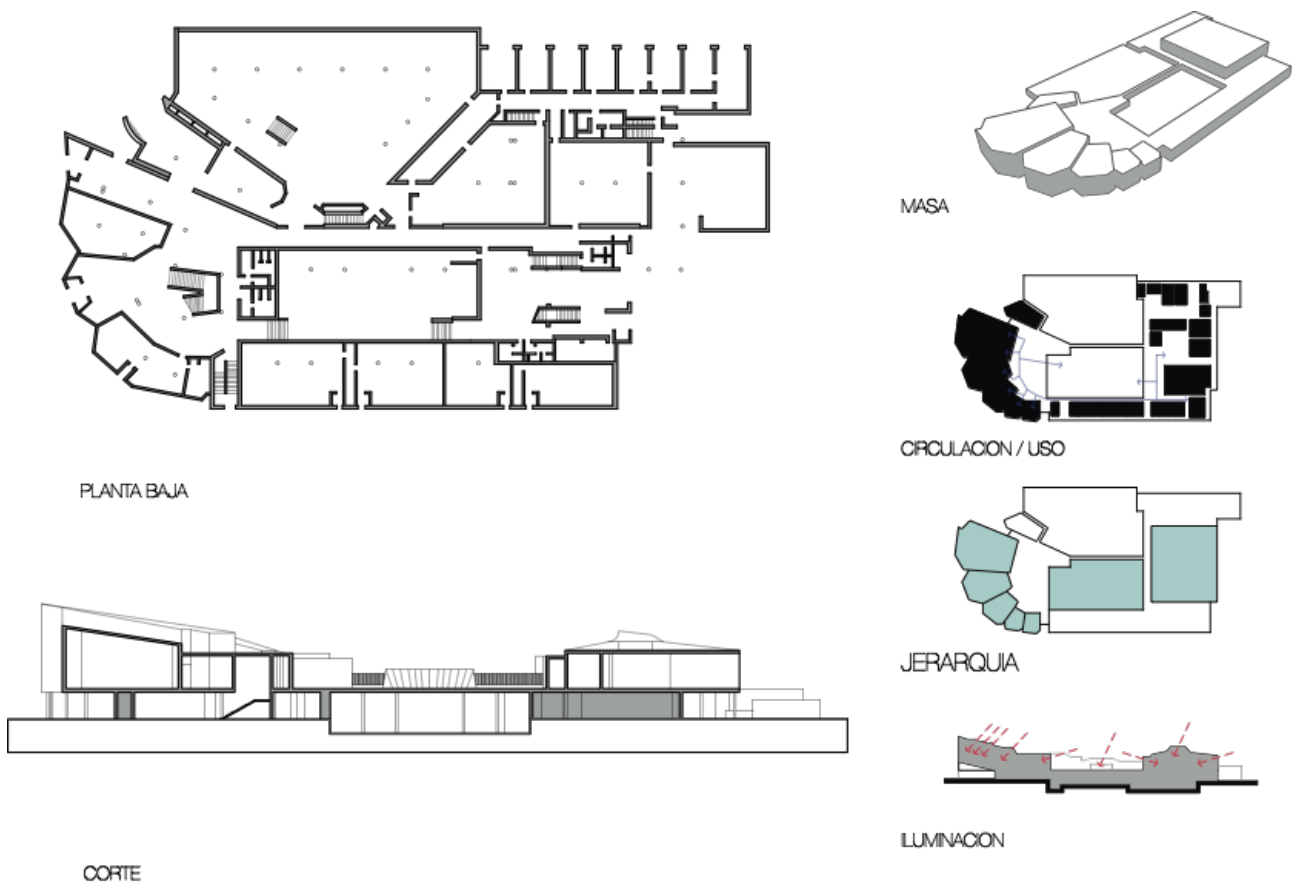 PLANTA BAJA
CORTE
MASA
CIRCULACION / USO
JERARQUIA
ILUMINACION